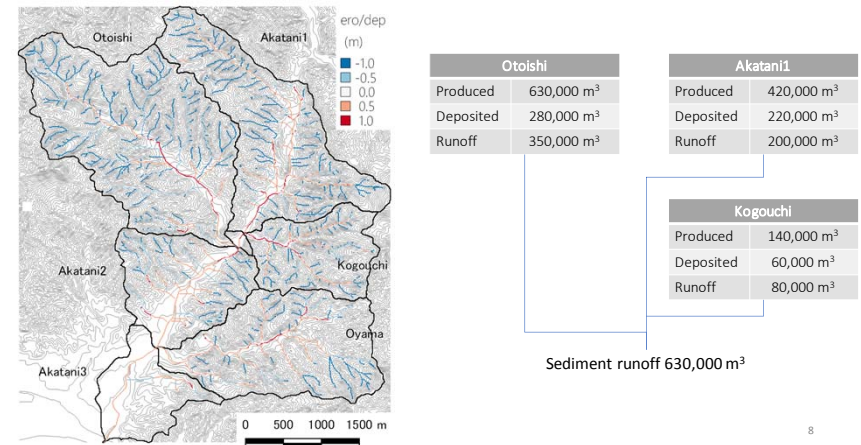 Otoishi
Akatani1
Kogouchi
Akatani2
Oyama
Akatani3
ero/dep
(m)
-1.0
-0.5
0.0
0.5
1.0
0 500 1000 1500 m
Otoishi
Produced 630,000 m³
Deposited 280,000 m³
Runoff 350,000 m³
Akatani1
Produced 420,000 m³
Deposited 220,000 m³
Runoff 200,000 m³
Kogouchi
Produced 140,000 m³
Deposited 60,000 m³
Runoff 80,000 m³
Sediment runoff 630,000 m³
8